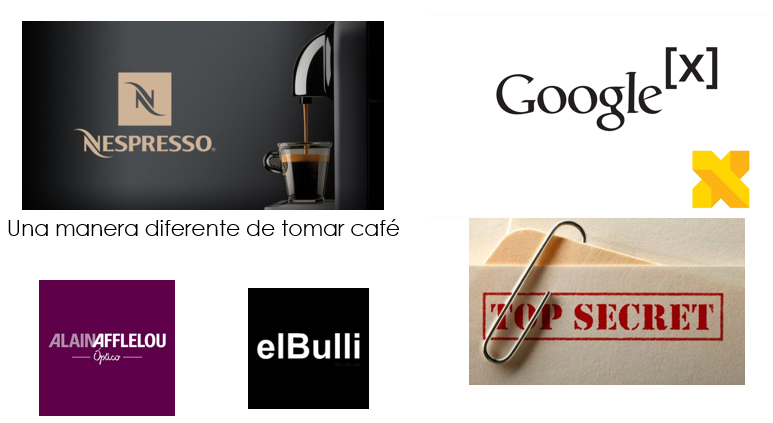 N
NESPRESSO.
Una manera diferente de tomar café
Google[x]
TOP SECRET
ALAINAFFLELOU
Óptico
elBulli